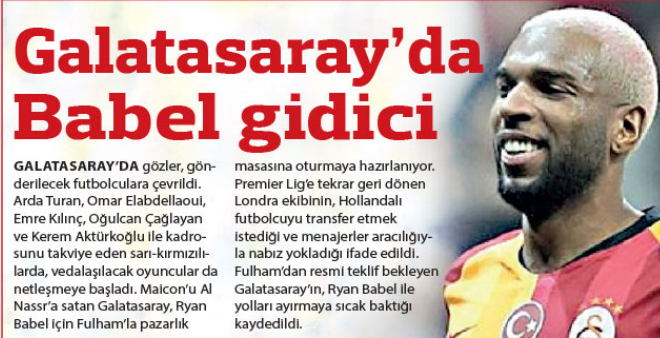 Galatasaray'da
Babel gidici
GALATASARAY'DA gözler, gön-
derilecek futbolculara çevrildi.
Arda Turan, Omar Elabdellaoui,
Emre Kılınç, Oğulcan Çağlayan
ve Kerem Aktürkoğlu ile kadro-
sunu takviye eden sarı-kırmızılı-
larda, vedalaşılacak oyuncular da
netleşmeye başladı. Maicon'u Al
Nassr'a satan Galatasaray, Ryan
Babel için Fulham'la pazarlık
masasına oturmaya hazırlanıyor.
Premier Lig'e tekrar geri dönen
Londra ekibinin, Hollandalı
futbolcuyu transfer etmek
istediği ve menajerler aracılığıy-
la nabız yokladığı ifade edildi.
Fulham'dan resmi teklif bekleyen
Galatasaray'ın, Ryan Babel ile
yolları ayırmaya sıcak baktığı
kaydedildi.